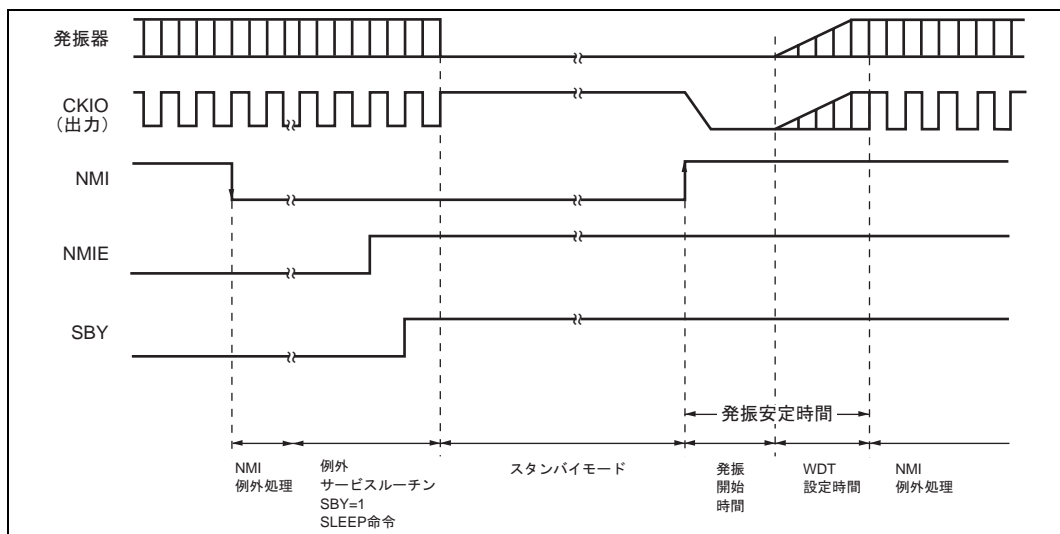 発振器
CKIO
(出力)
NMI
NMIE
SBY
発振安定時間
NMI
例外処理
例外
サービスルーチン
SBY=1
SLEEP命令
スタンバイモード
発振
開始
時間
WDT
設定時間
NMI
例外処理